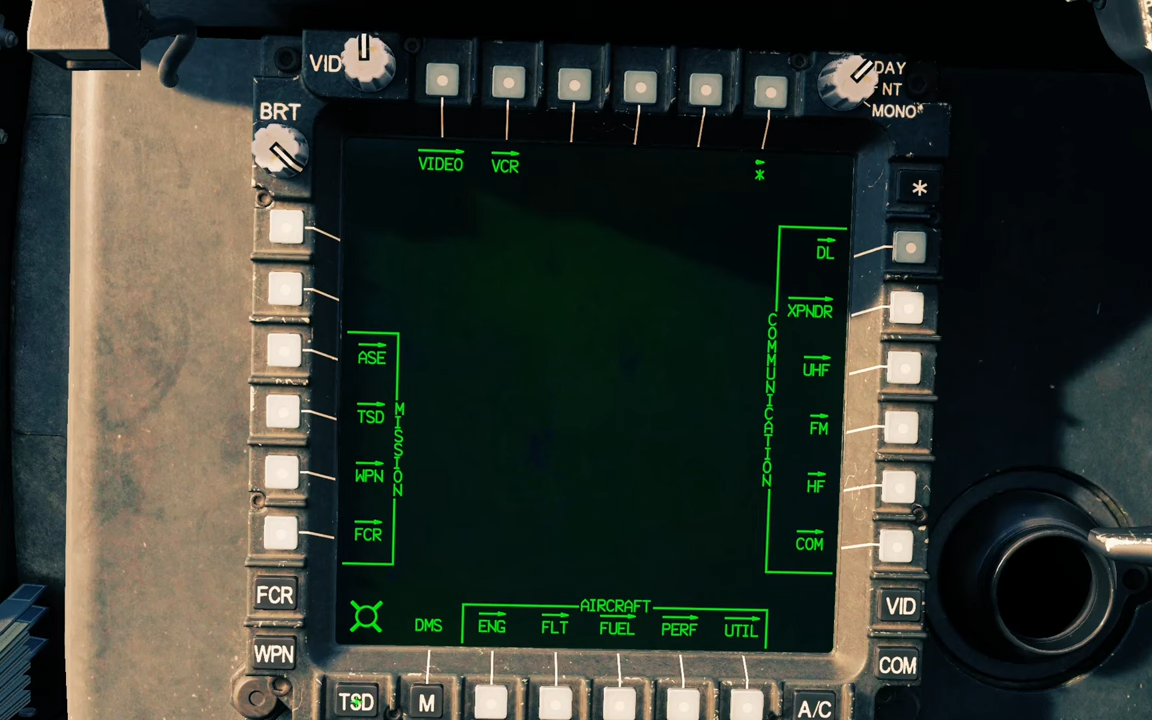 VID
DAY
NT
MONO*
BRT
VIDEO
VCR
*
*
DL
XPNDR
UHF
FM
HF
COM
COMMUNICATION
ASE
TSD
WPN
FCR
MISSION
AIRCRAFT
DMS ENG FLT FUEL PERF UTIL
FCR
WPN
TSD
M
A/C
VID
COM